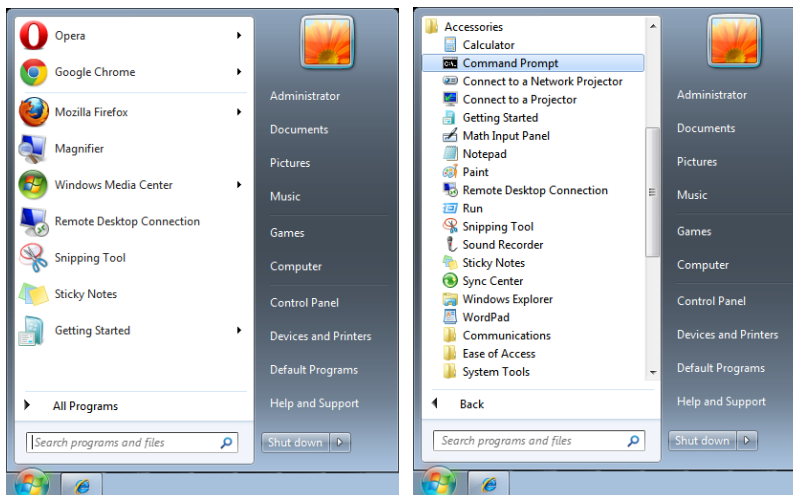 Opera
Google Chrome
Mozilla Firefox
Magnifier
Windows Media Center
Remote Desktop Connection
Snipping Tool
Sticky Notes
Getting Started
All Programs
Search programs and files
Administrator
Documents
Pictures
Music
Games
Computer
Control Panel
Devices and Printers
Default Programs
Help and Support
Shut down
Accessories
Calculator
Command Prompt
Connect to a Network Projector
Connect to a Projector
Getting Started
Math Input Panel
Notepad
Paint
Remote Desktop Connection
Run
Snipping Tool
Sound Recorder
Sticky Notes
Sync Center
Windows Explorer
WordPad
Communications
Ease of Access
System Tools
Back
Search programs and files
Administrator
Documents
Pictures
Music
Games
Computer
Control Panel
Devices and Printers
Default Programs
Help and Support
Shut down